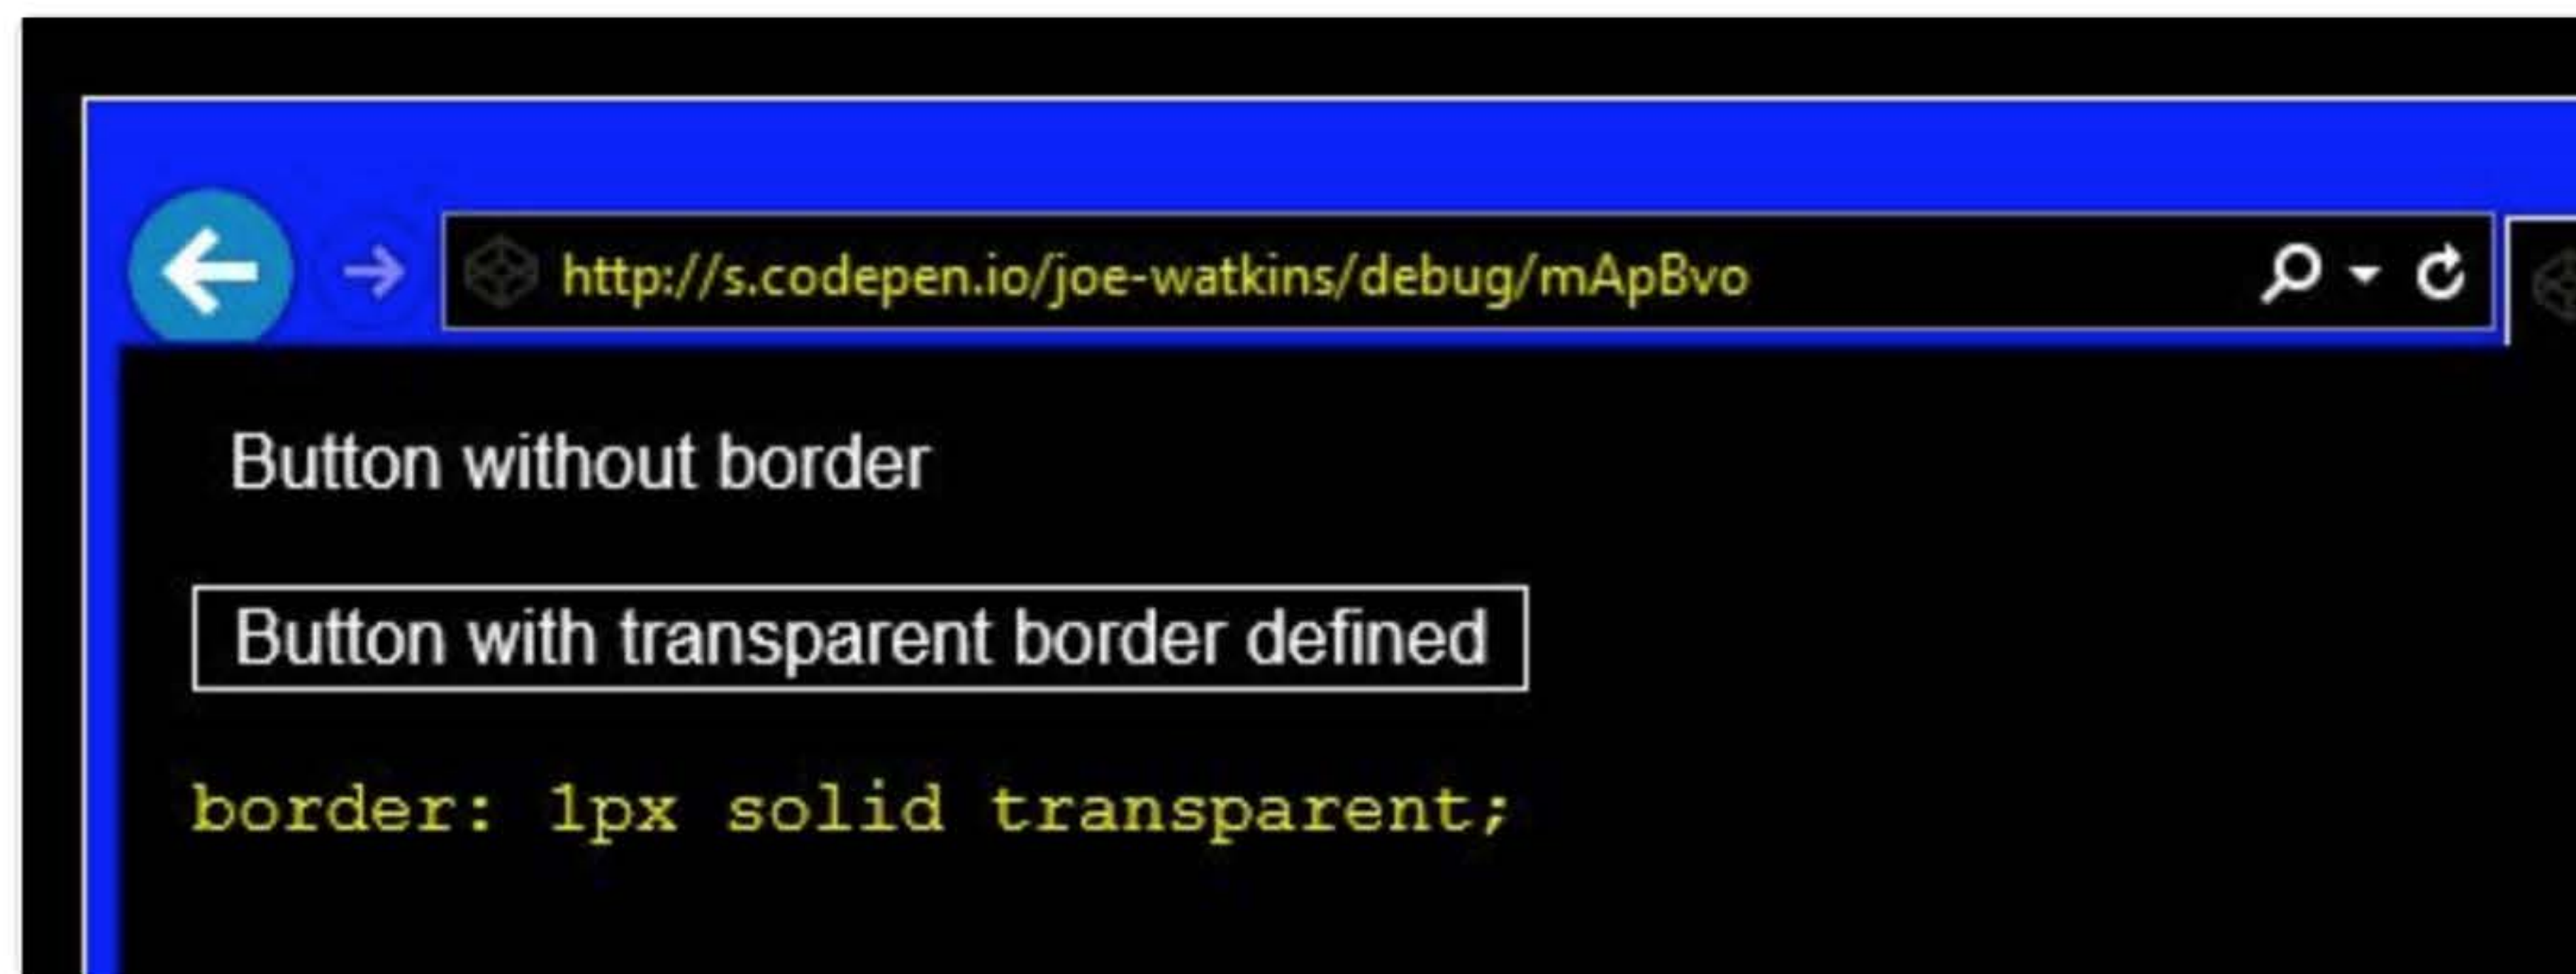 http://s.codepen.io/joe-watkins/debug/mApBvo
Button without border
Button with transparent border defined
border: 1px solid transparent;